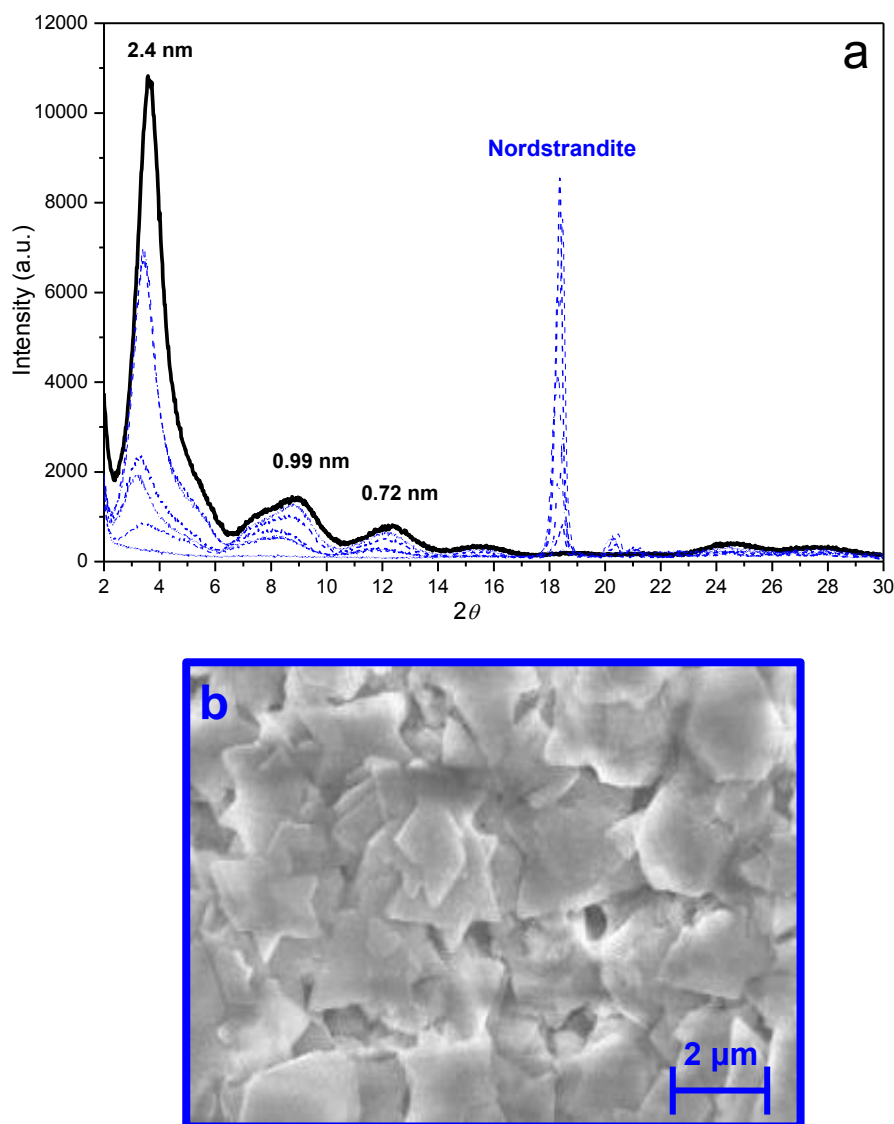 12000
10000
8000
6000
4000
2000
0
Intensity (a.u.)
2.4 nm
a
Nordstrandite
0.99 nm
0.72 nm
2 4 6 8 10 12 14 16 18 20 22 24 26 28 30
2θ
b
2 µm